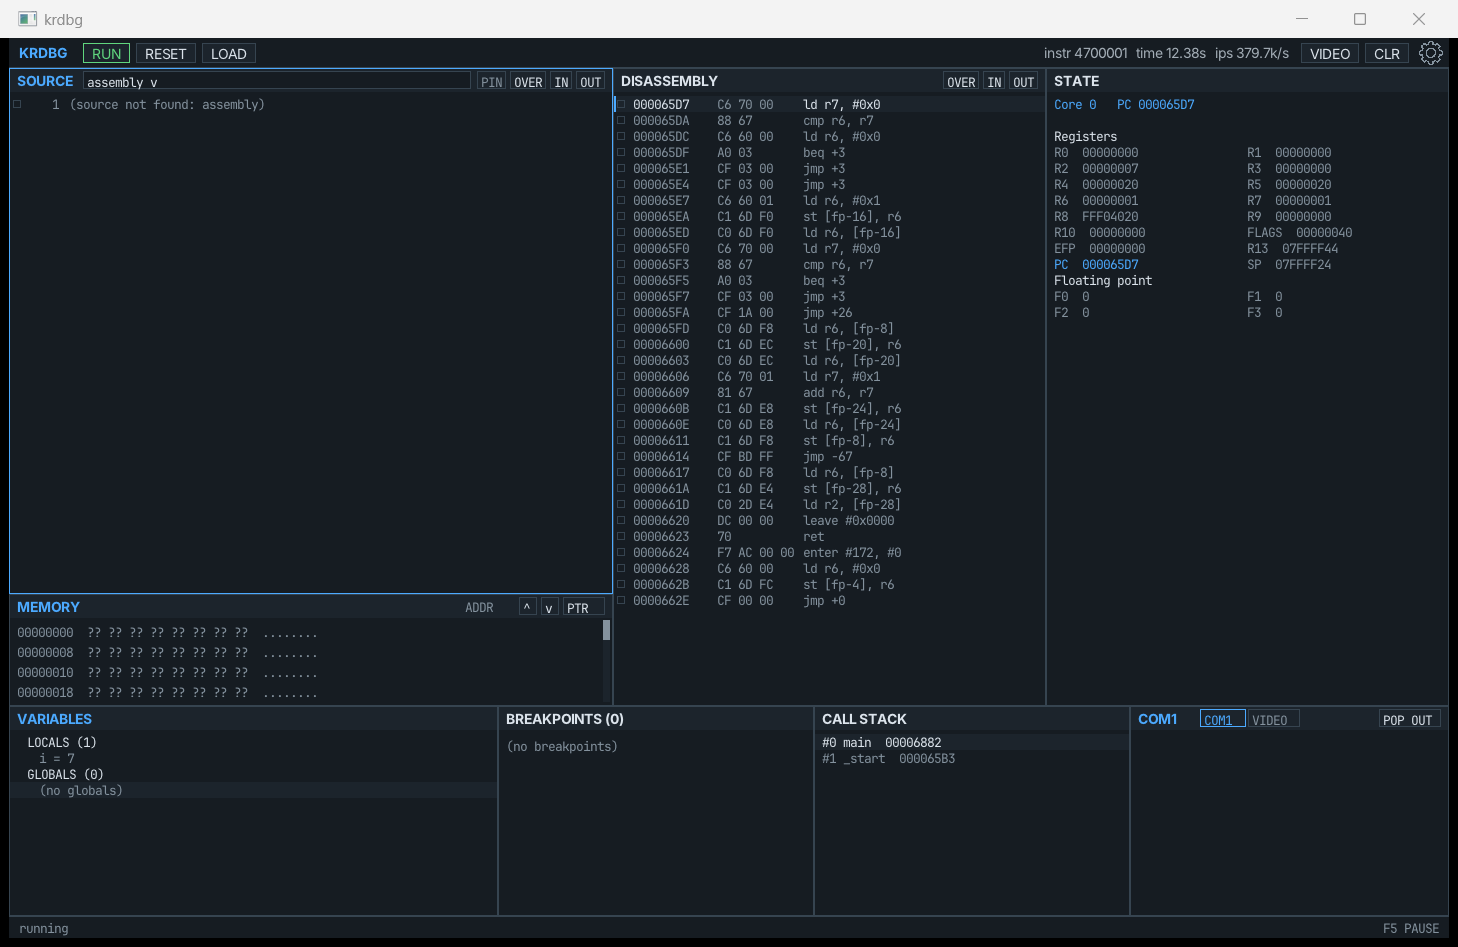 krdbg
KRDBG RUN RESET LOAD instr 4700001 time 12.38s ips 379.7k/s VIDEO CLR
SOURCE assembly v PIN OVER IN OUT
1 (source not found: assembly)
MEMORY ADDR ^ v PTR
00000000 ?? ?? ?? ?? ?? ?? ?? ?? ........
00000008 ?? ?? ?? ?? ?? ?? ?? ?? ........
00000010 ?? ?? ?? ?? ?? ?? ?? ?? ........
00000018 ?? ?? ?? ?? ?? ?? ?? ?? ........
DISASSEMBLY OVER IN OUT
000065D7 C6 70 00 ld r7, #0x0
000065DA 88 67 cmp r6, r7
000065DC C6 60 00 ld r6, #0x0
000065DF A0 03 beq +3
000065E1 CF 03 00 jmp +3
000065E4 CF 03 00 jmp +3
000065E7 C6 60 01 ld r6, #0x1
000065EA C1 6D F0 st [fp-16], r6
000065ED C0 6D F0 ld r6, [fp-16]
000065F0 C6 70 00 ld r7, #0x0
000065F3 88 67 cmp r6, r7
000065F5 A0 03 beq +3
000065F7 CF 03 00 jmp +3
000065FA CF 1A 00 jmp +26
000065FD C0 6D F8 ld r6, [fp-8]
00006600 C1 6D EC st [fp-20], r6
00006603 C0 6D EC ld r6, [fp-20]
00006606 C6 70 01 ld r7, #0x1
00006609 81 67 add r6, r7
0000660B C1 6D E8 st [fp-24], r6
0000660E C0 6D E8 ld r6, [fp-24]
00006611 C1 6D F8 st [fp-8], r6
00006614 CF BD FF jmp -67
00006617 C0 6D F8 ld r6, [fp-8]
0000661A C1 6D E4 st [fp-28], r6
0000661D C0 2D E4 ld r2, [fp-28]
00006620 DC 00 00 leave #0x0000
00006623 70 ret
00006624 F7 AC 00 00 enter #172, #0
00006628 C6 60 00 ld r6, #0x0
0000662B C1 6D FC st [fp-4], r6
0000662E CF 00 00 jmp +0
STATE
Core 0 PC 000065D7
Registers
R0 00000000 R1 00000000
R2 00000007 R3 00000000
R4 00000020 R5 00000020
R6 00000001 R7 00000001
R8 FFF04020 R9 00000000
R10 00000000 FLAGS 00000040
EFP 00000000 R13 07FFFF44
PC 000065D7 SP 07FFFF24
Floating point
F0 0 F1 0
F2 0 F3 0
VARIABLES
LOCALS (1)
i = 7
GLOBALS (0)
(no globals)
BREAKPOINTS (0)
(no breakpoints)
CALL STACK
#0 main 00006882
#1 _start 000065B3
COM1 COM1 VIDEO POP OUT
running F5 PAUSE